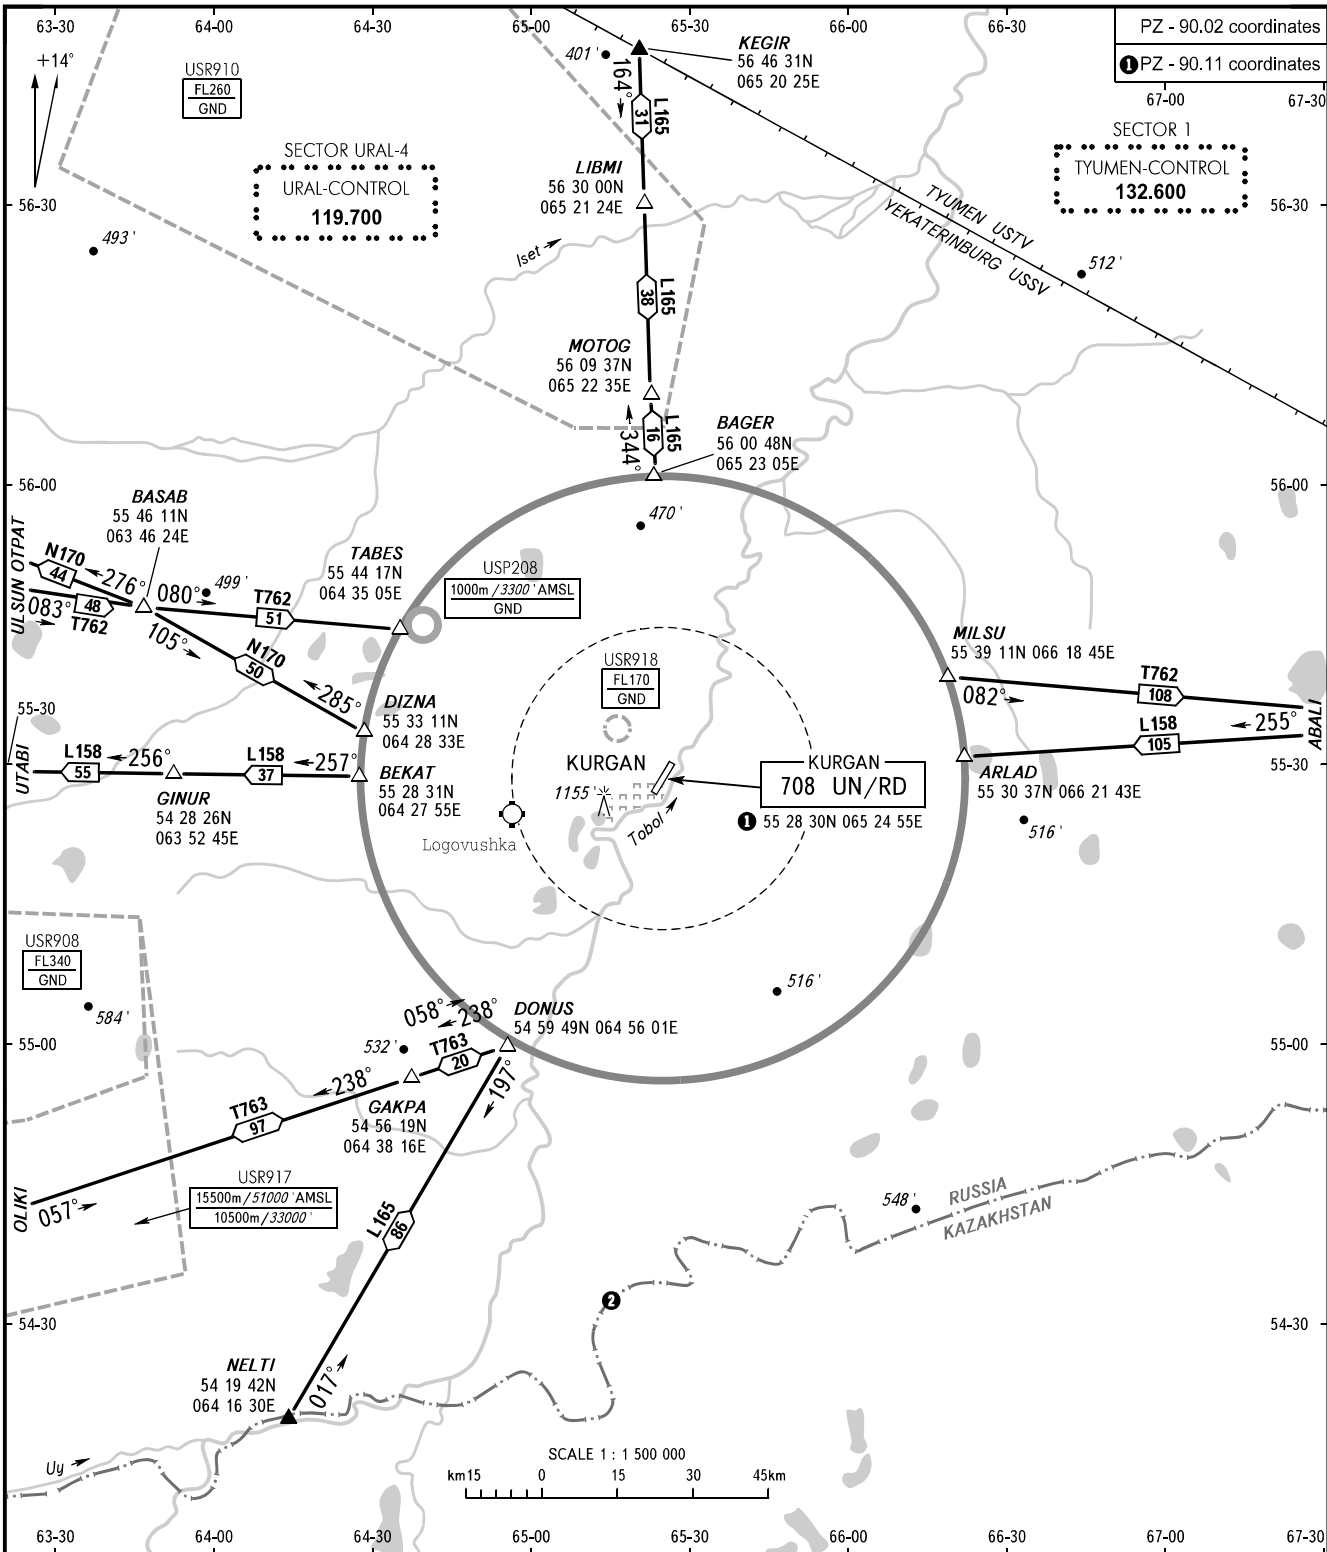 63-30
64-00
64-30
65-00
65-30
66-00
66-30
PZ - 90.02 coordinates
1 PZ - 90.11 coordinates
67-00
67-30
+14°
USR910
FL260
GND
401'
KEGIR
56 46 31N
065 20 25E
164°
L165
31
SECTOR URAL-4
URAL-CONTROL
119.700
SECTOR 1
TYUMEN-CONTROL
132.600
LIBMI
56 30 00N
065 21 24E
56-30
56-30
TYUMEN USTV
YEKATERINBURG USSV
493'
Iset
512'
L165
38
MOTOG
56 09 37N
065 22 35E
L165
16
344°
BAGER
56 00 48N
065 23 05E
56-00
56-00
470'
BASAB
55 46 11N
063 46 24E
ULSUN OTPAT
N170
44
276°
499'
080°
T762
51
083°
48
T762
TABES
55 44 17N
064 35 05E
USP208
1000m/3300'AMSL
GND
105°
N170
50
285°
MILSU
55 39 11N 066 18 45E
T762
108
082°
USR918
FL170
GND
DIZNA
55 33 11N
064 28 33E
55-30
UTABI
L158
55
256°
L158
37
257°
L158
105
255°
ABALI
55-30
GINUR
54 28 26N
063 52 45E
BEKAT
55 28 31N
064 27 55E
KURGAN
1155'
KURGAN
708 UN/RD
1 55 28 30N 065 24 55E
ARLAD
55 30 37N 066 21 43E
516'
Tobol
Logovushka
USR908
FL340
GND
584'
516'
058°
238°
DONUS
54 59 49N 064 56 01E
532'
T763
20
55-00
55-00
238°
197°
GAKPA
54 56 19N
064 38 16E
T763
97
OLIKI
057°
USR917
15500m/51000'AMSL
10500m/33000'
L165
86
548'
RUSSIA
KAZAKHSTAN
2
54-30
54-30
NELTI
54 19 42N
064 16 30E
017°
Uy
SCALE 1 : 1 500 000
km15 0 15 30 45km
63-30
64-00
64-30
65-00
65-30
66-00
66-30
67-00
67-30